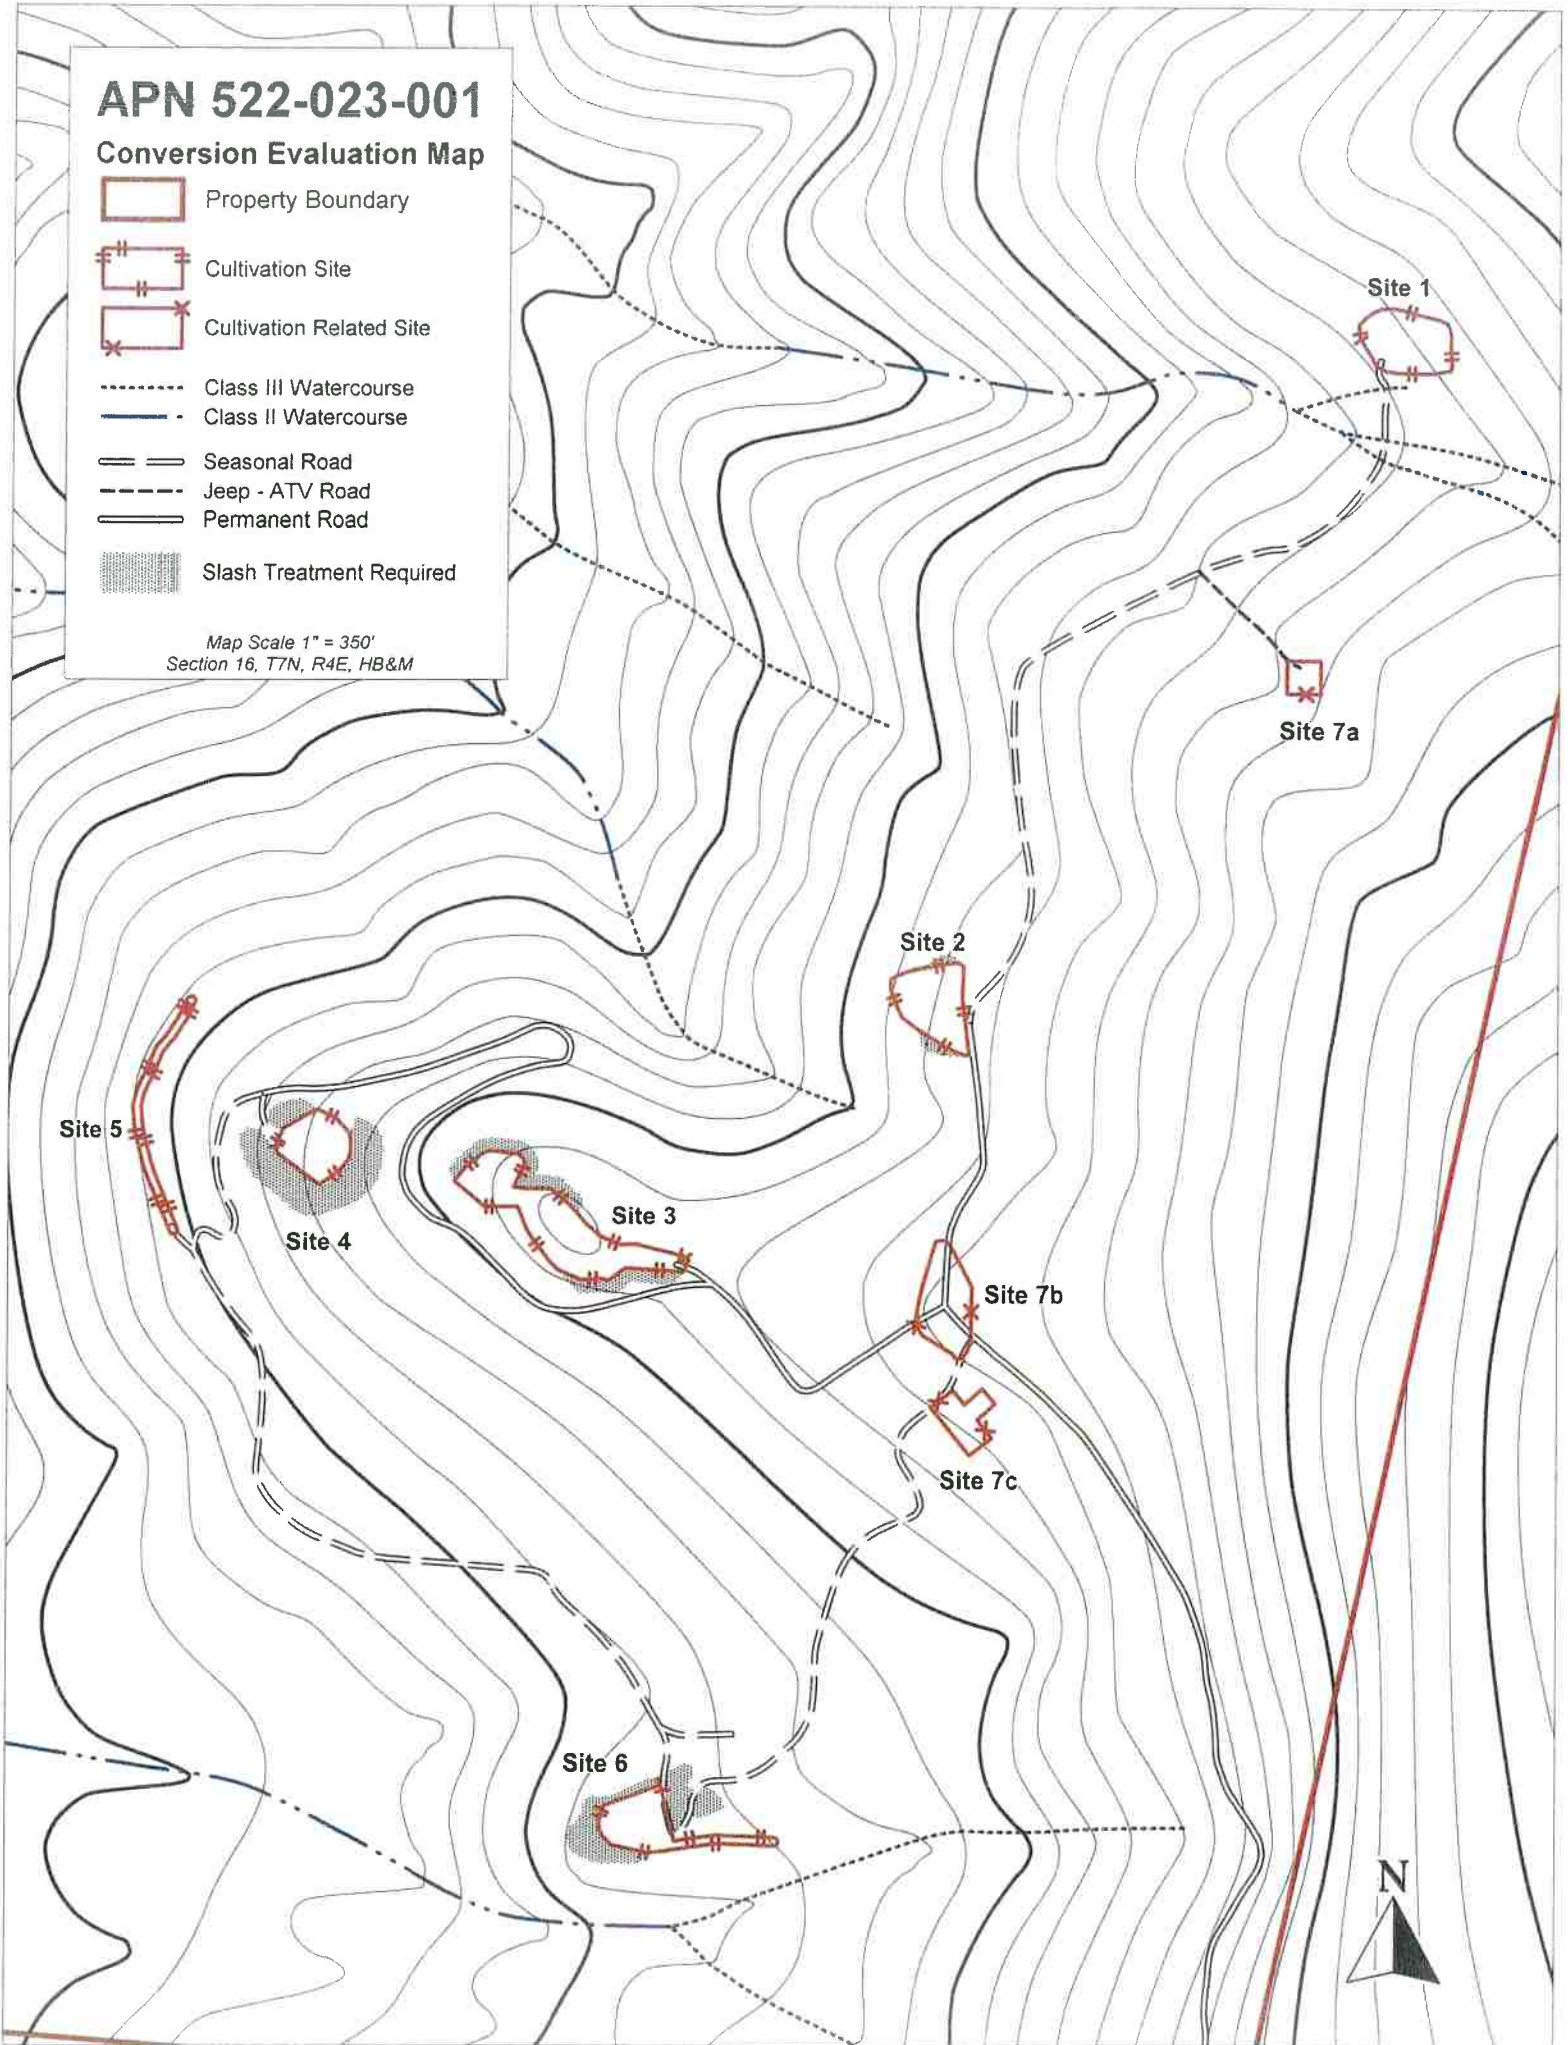 APN 522-023-001
Conversion Evaluation Map
Property Boundary
Cultivation Site
Cultivation Related Site
Class III Watercourse
Class II Watercourse
Seasonal Road
Jeep - ATV Road
Permanent Road
Slash Treatment Required
Map Scale 1" = 350'
Section 16, T7N, R4E, HB&M
Site 1
Site 7a
Site 2
Site 5
Site 4
Site 3
Site 7b
Site 7c
Site 6
N